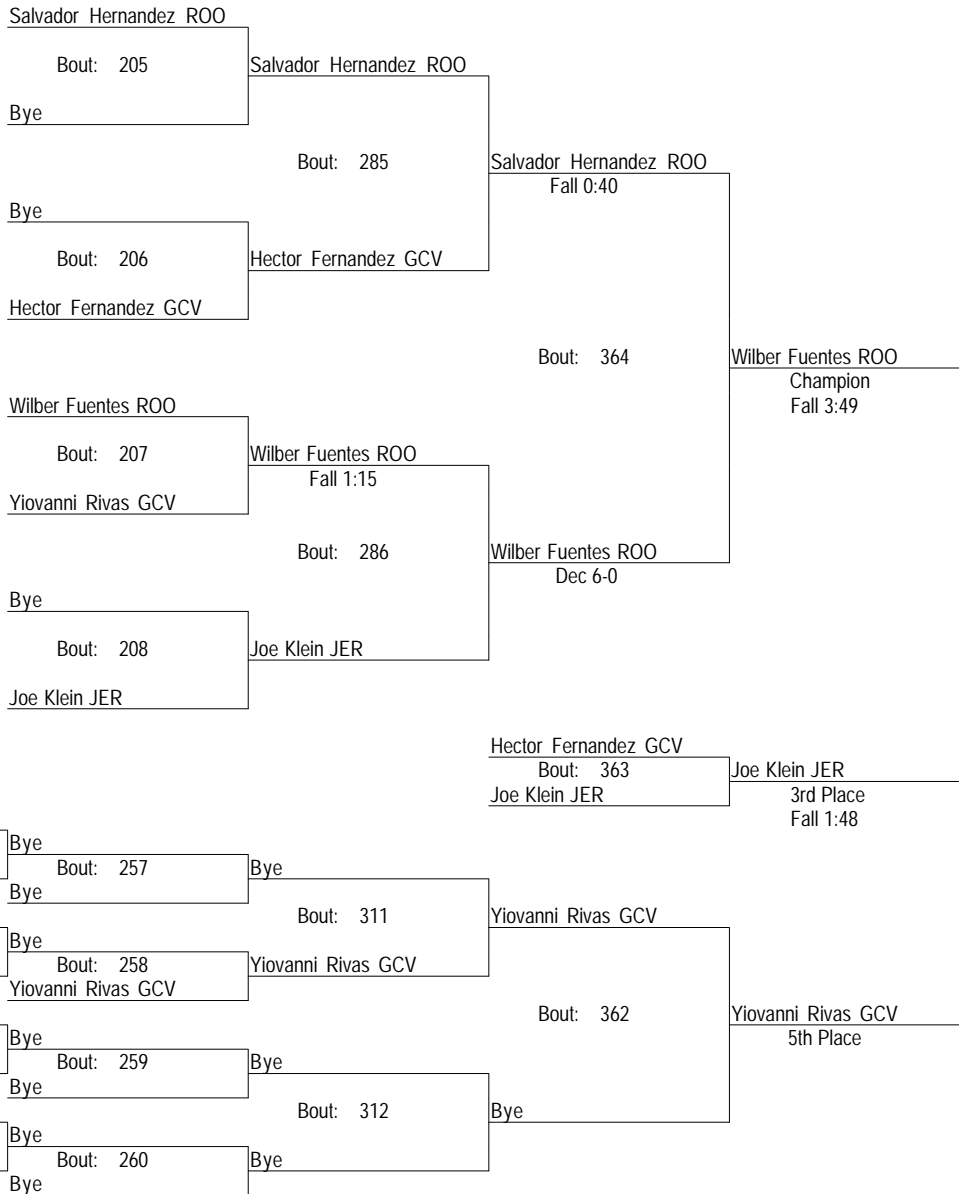 Salvador Hernandez ROO
Bout: 205 Salvador Hernandez ROO
Bye
Bout: 285 Salvador Hernandez ROO
Fall 0:40
Bye
Bout: 206 Hector Fernandez GCV
Hector Fernandez GCV
Bout: 364 Wilber Fuentes ROO
Champion
Wilber Fuentes ROO Fall 3:49
Bout: 207 Wilber Fuentes ROO
Fall 1:15
Yiovanni Rivas GCV
Bout: 286 Wilber Fuentes ROO
Dec 6-0
Bye
Bout: 208 Joe Klein JER
Joe Klein JER
Hector Fernandez GCV
Bout: 363 Joe Klein JER
Joe Klein JER 3rd Place
Fall 1:48
Bye
Bout: 257 Bye
Bye
Bout: 311 Yiovanni Rivas GCV
Bye
Bout: 258 Yiovanni Rivas GCV
Yiovanni Rivas GCV
Bout: 362 Yiovanni Rivas GCV
Bye 5th Place
Bout: 259 Bye
Bye
Bout: 312 Bye
Bye
Bout: 260 Bye
Bye